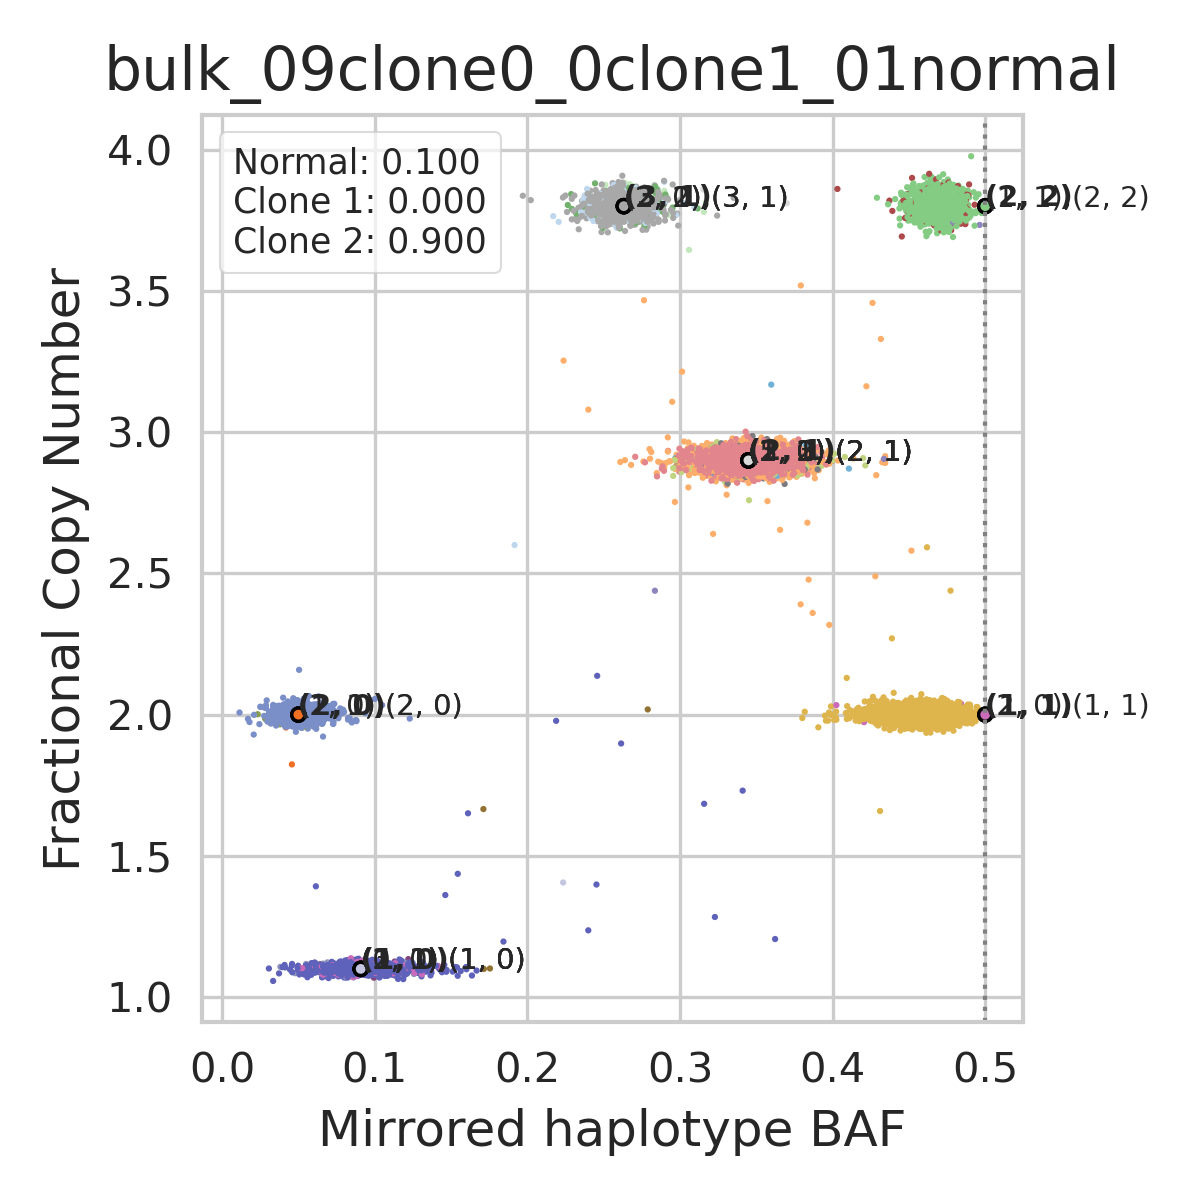 bulk_09clone0_0clone1_01normal
Normal: 0.100
Clone 1: 0.000
Clone 2: 0.900
Fractional Copy Number
4.0
3.5
3.0
2.5
2.0
1.5
1.0
(3, 1)
(2, 2)
(2, 1)
(2, 0)
(1, 1)
(1, 0)
0.0 0.1 0.2 0.3 0.4 0.5
Mirrored haplotype BAF